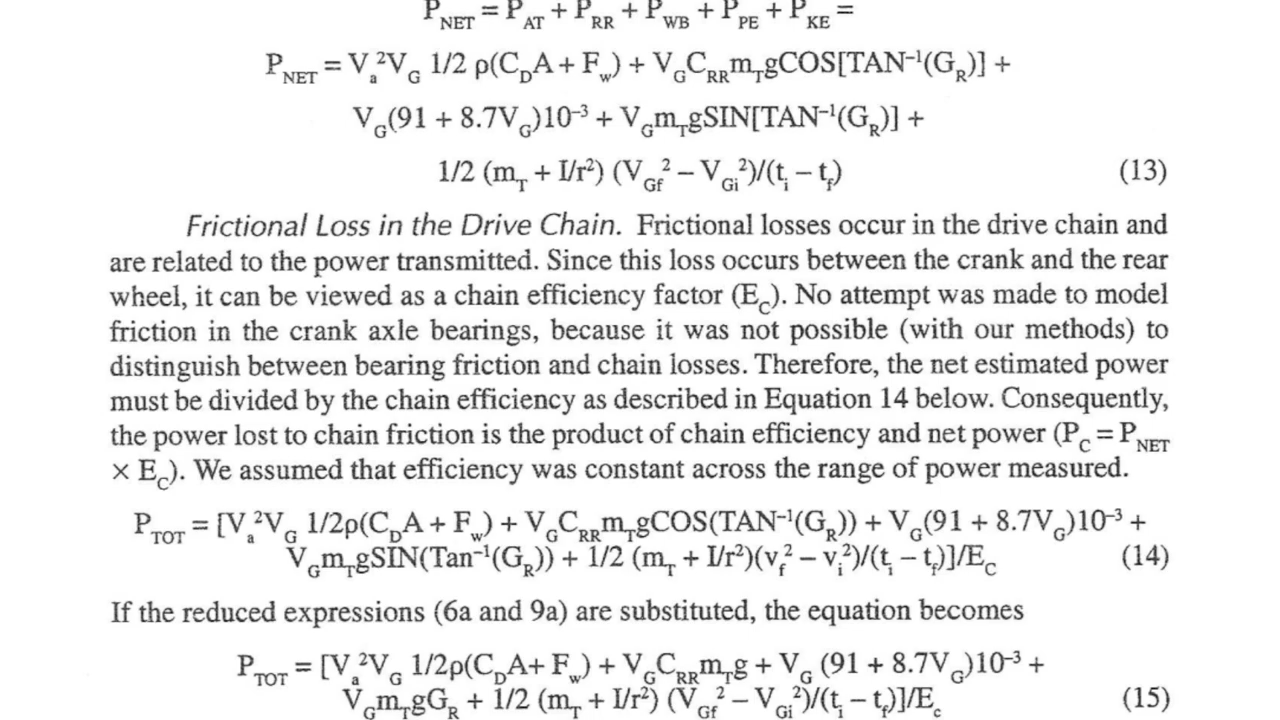 P_NET = P_AT + P_RR + P_WB + P_PE + P_KE =
P_NET = V_a²V_G 1/2 ρ(C_DA + F_w) + V_GC_RRm_TgCOS[TAN⁻¹(G_R)] +
V_G(91 + 8.7V_G)10⁻³ + V_Gm_TgSIN[TAN⁻¹(G_R)] +
1/2 (m_T + I/r²) (V_Gf² – V_Gi²)/(t_i – t_f) (13)
Frictional Loss in the Drive Chain. Frictional losses occur in the drive chain and
are related to the power transmitted. Since this loss occurs between the crank and the rear
wheel, it can be viewed as a chain efficiency factor (E_C). No attempt was made to model
friction in the crank axle bearings, because it was not possible (with our methods) to
distinguish between bearing friction and chain losses. Therefore, the net estimated power
must be divided by the chain efficiency as described in Equation 14 below. Consequently,
the power lost to chain friction is the product of chain efficiency and net power (P_C = P_NET
× E_C). We assumed that efficiency was constant across the range of power measured.
P_TOT = [V_a²V_G 1/2ρ(C_DA + F_w) + V_GC_RRm_TgCOS(TAN⁻¹(G_R)) + V_G(91 + 8.7V_G)10⁻³ +
V_Gm_TgSIN(Tan⁻¹(G_R)) + 1/2 (m_T + I/r²)(v_f² – v_i²)/(t_i – t_f)]/E_C (14)
If the reduced expressions (6a and 9a) are substituted, the equation becomes
P_TOT = [V_a²V_G 1/2ρ(C_DA+ F_w) + V_GC_RRm_Tg + V_G (91 + 8.7V_G)10⁻³ +
V_Gm_TgG_R + 1/2 (m_T + I/r²) (V_Gf² – V_Gi²)/(t_i – t_f)]/E_c (15)